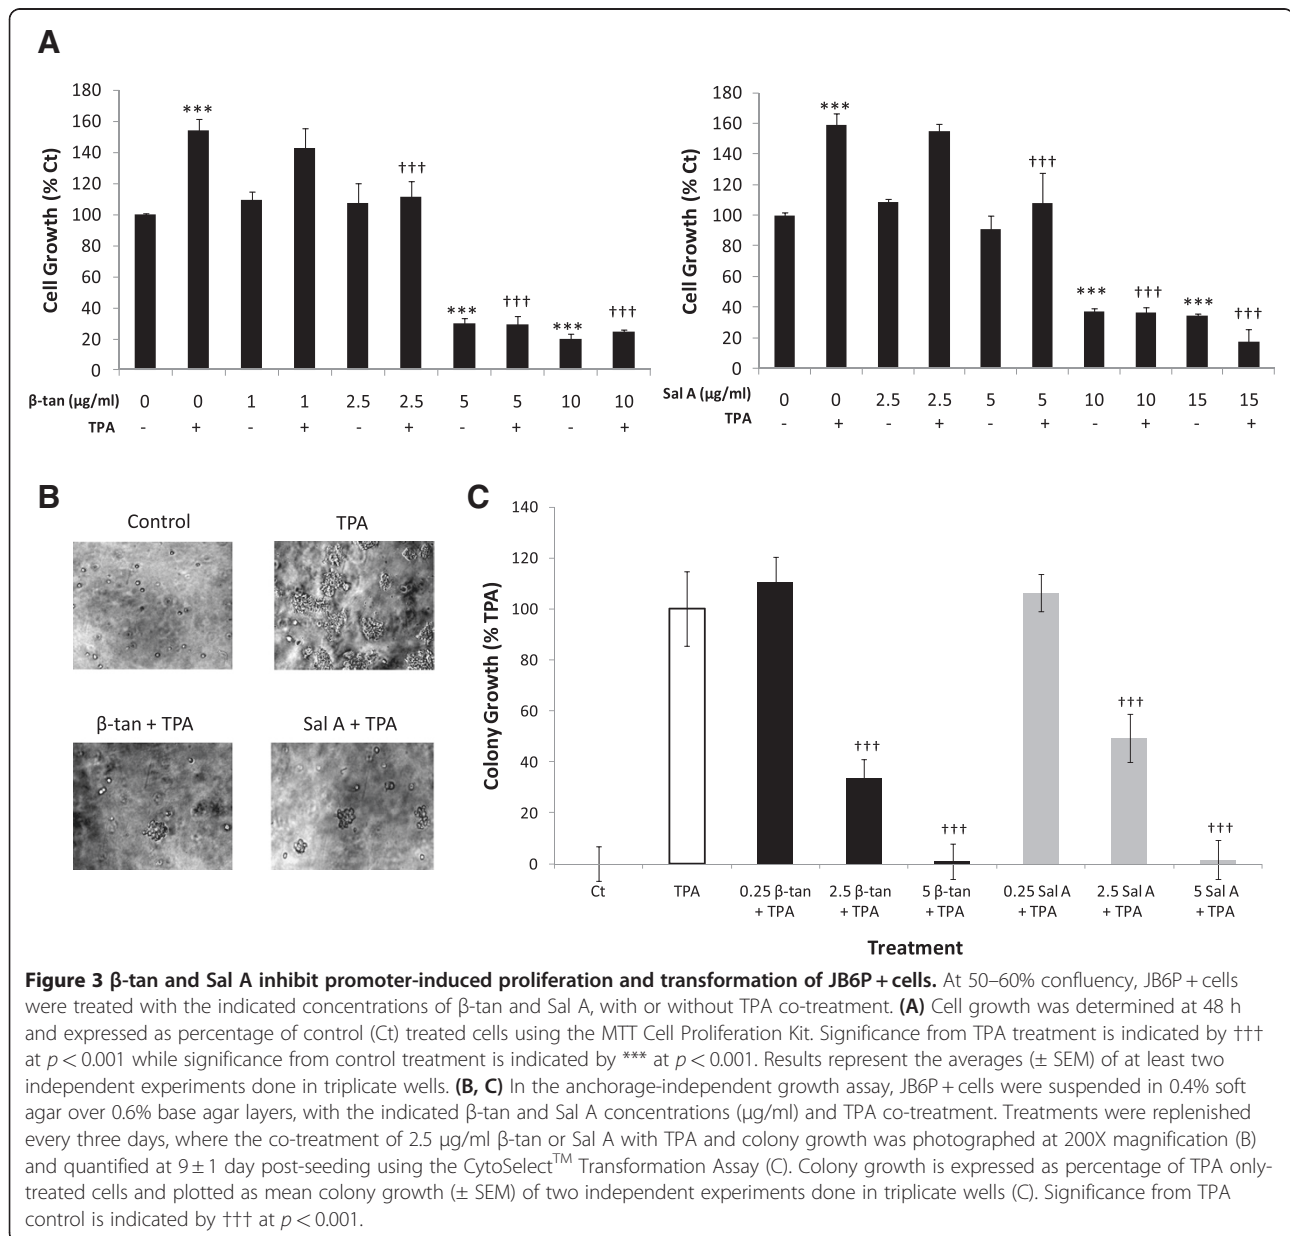 A
180
160
140
120
100
80
60
40
20
0
Cell Growth (% Ct)
***
†††
***
†††
***
†††
β-tan (µg/ml) 0 0 1 1 2.5 2.5 5 5 10 10
TPA - + - + - + - + - +
180
160
140
120
100
80
60
40
20
0
Cell Growth (% Ct)
***
†††
***
†††
***
†††
Sal A (µg/ml) 0 0 2.5 2.5 5 5 10 10 15 15
TPA - + - + - + - + - +
B
Control TPA
β-tan + TPA Sal A + TPA
C
140
120
100
80
60
40
20
0
Colony Growth (% TPA)
†††
†††
†††
†††
Ct TPA 0.25 β-tan 2.5 β-tan 5 β-tan 0.25 Sal A 2.5 Sal A 5 Sal A
+ TPA + TPA + TPA + TPA + TPA + TPA
Treatment
Figure 3 β-tan and Sal A inhibit promoter-induced proliferation and transformation of JB6P + cells. At 50–60% confluency, JB6P + cells
were treated with the indicated concentrations of β-tan and Sal A, with or without TPA co-treatment. (A) Cell growth was determined at 48 h
and expressed as percentage of control (Ct) treated cells using the MTT Cell Proliferation Kit. Significance from TPA treatment is indicated by †††
at p < 0.001 while significance from control treatment is indicated by *** at p < 0.001. Results represent the averages (± SEM) of at least two
independent experiments done in triplicate wells. (B, C) In the anchorage-independent growth assay, JB6P + cells were suspended in 0.4% soft
agar over 0.6% base agar layers, with the indicated β-tan and Sal A concentrations (µg/ml) and TPA co-treatment. Treatments were replenished
every three days, where the co-treatment of 2.5 µg/ml β-tan or Sal A with TPA and colony growth was photographed at 200X magnification (B)
and quantified at 9 ± 1 day post-seeding using the CytoSelect™ Transformation Assay (C). Colony growth is expressed as percentage of TPA only-
treated cells and plotted as mean colony growth (± SEM) of two independent experiments done in triplicate wells (C). Significance from TPA
control is indicated by ††† at p < 0.001.